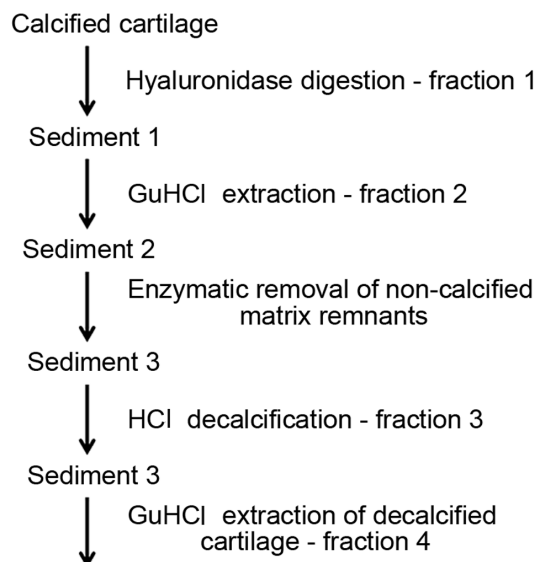 Calcified cartilage
Hyaluronidase digestion - fraction 1
Sediment 1
GuHCl extraction - fraction 2
Sediment 2
Enzymatic removal of non-calcified
matrix remnants
Sediment 3
HCl decalcification - fraction 3
Sediment 3
GuHCl extraction of decalcified
cartilage - fraction 4